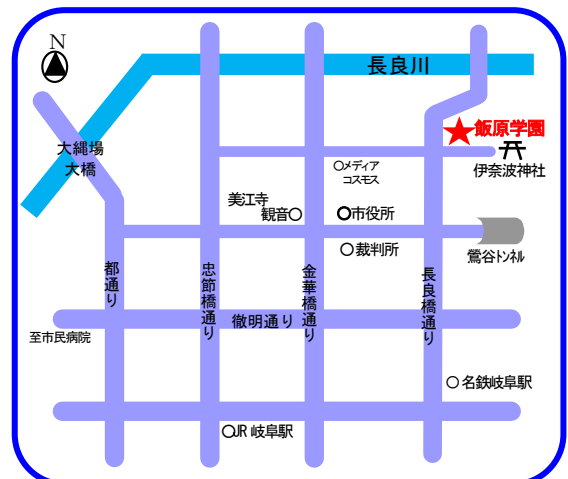 N
長良川
飯原学園
大縄場
大橋
メディア
コスモス
伊奈波神社
美江寺
観音
市役所
裁判所
鶯谷トンネル
都通り
忠節橋通り
金華橋通り
長良橋通り
徹明通り
至市民病院
名鉄岐阜駅
JR 岐阜駅